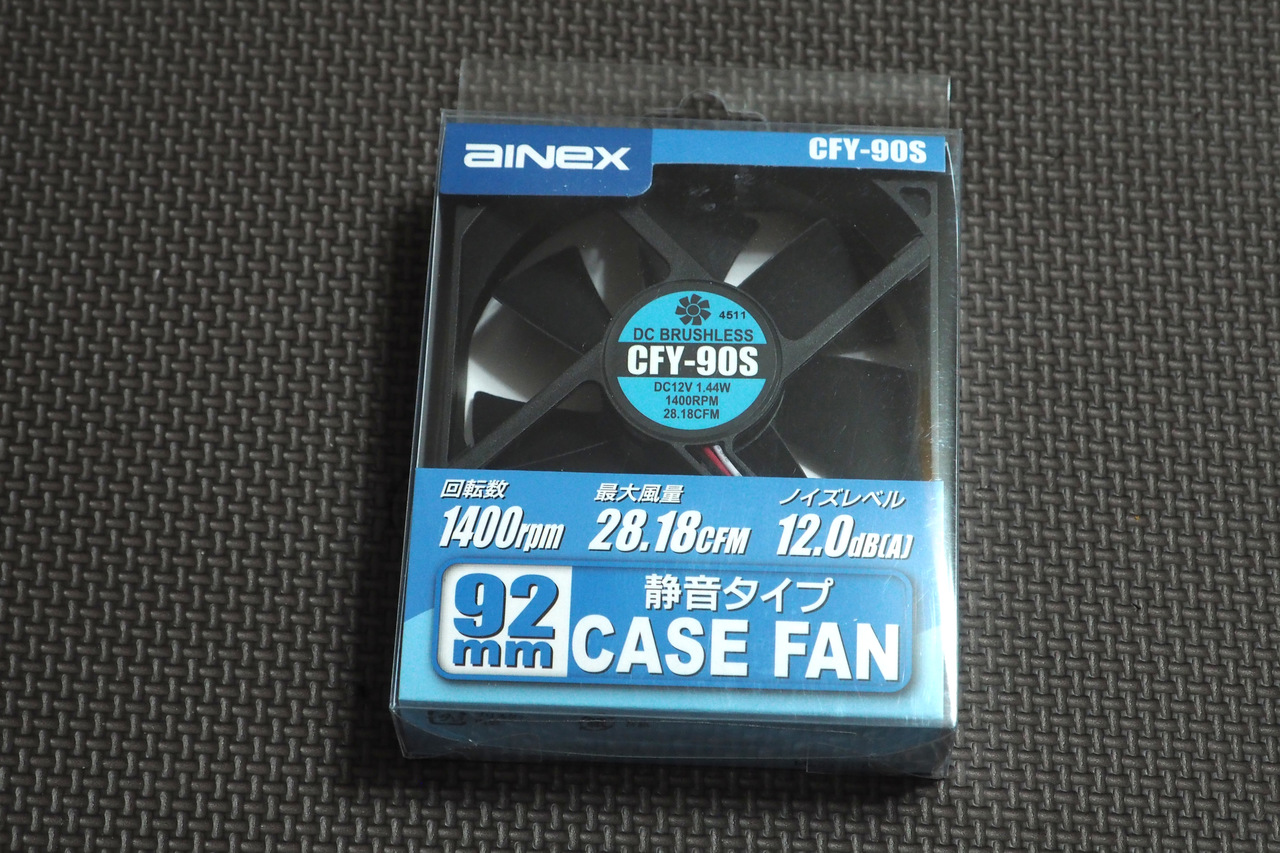 aiNex
CFY-90S
4511
DC BRUSHLESS
CFY-90S
DC12V 1.44W
1400RPM
28.18CFM
回転数 最大風量 ノイズレベル
1400rpm 28.18CFM 12.0dB(A)
92mm
静音タイプ
CASE FAN